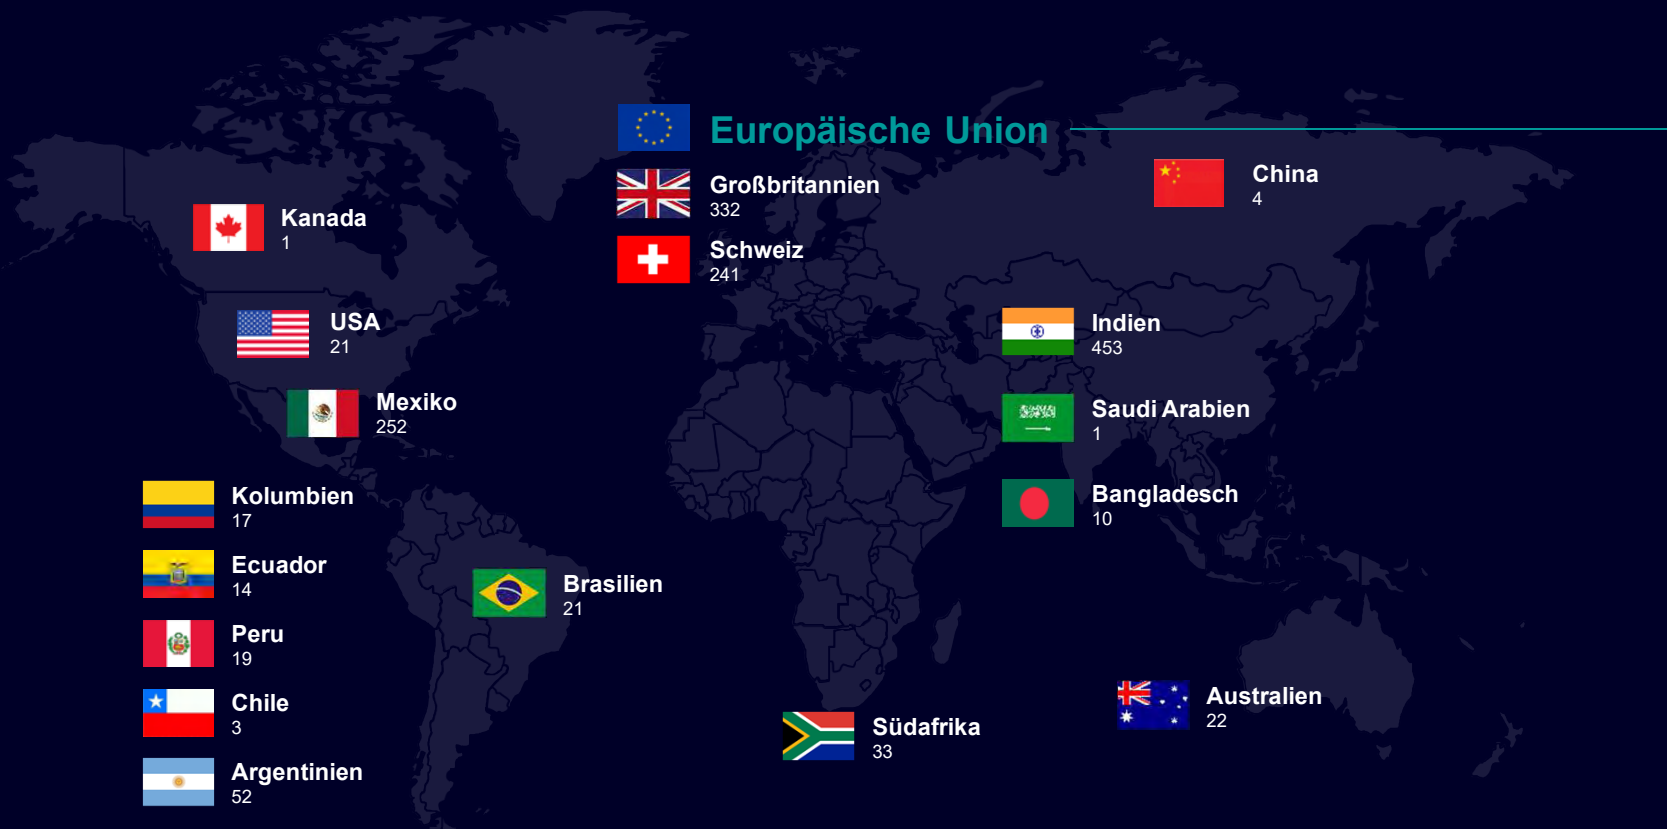 Europäische Union
Großbritannien
332
Schweiz
241
China
4
Kanada
1
USA
21
Mexiko
252
Indien
453
Saudi Arabien
1
Bangladesch
10
Kolumbien
17
Ecuador
14
Peru
19
Chile
3
Argentinien
52
Brasilien
21
Südafrika
33
Australien
22